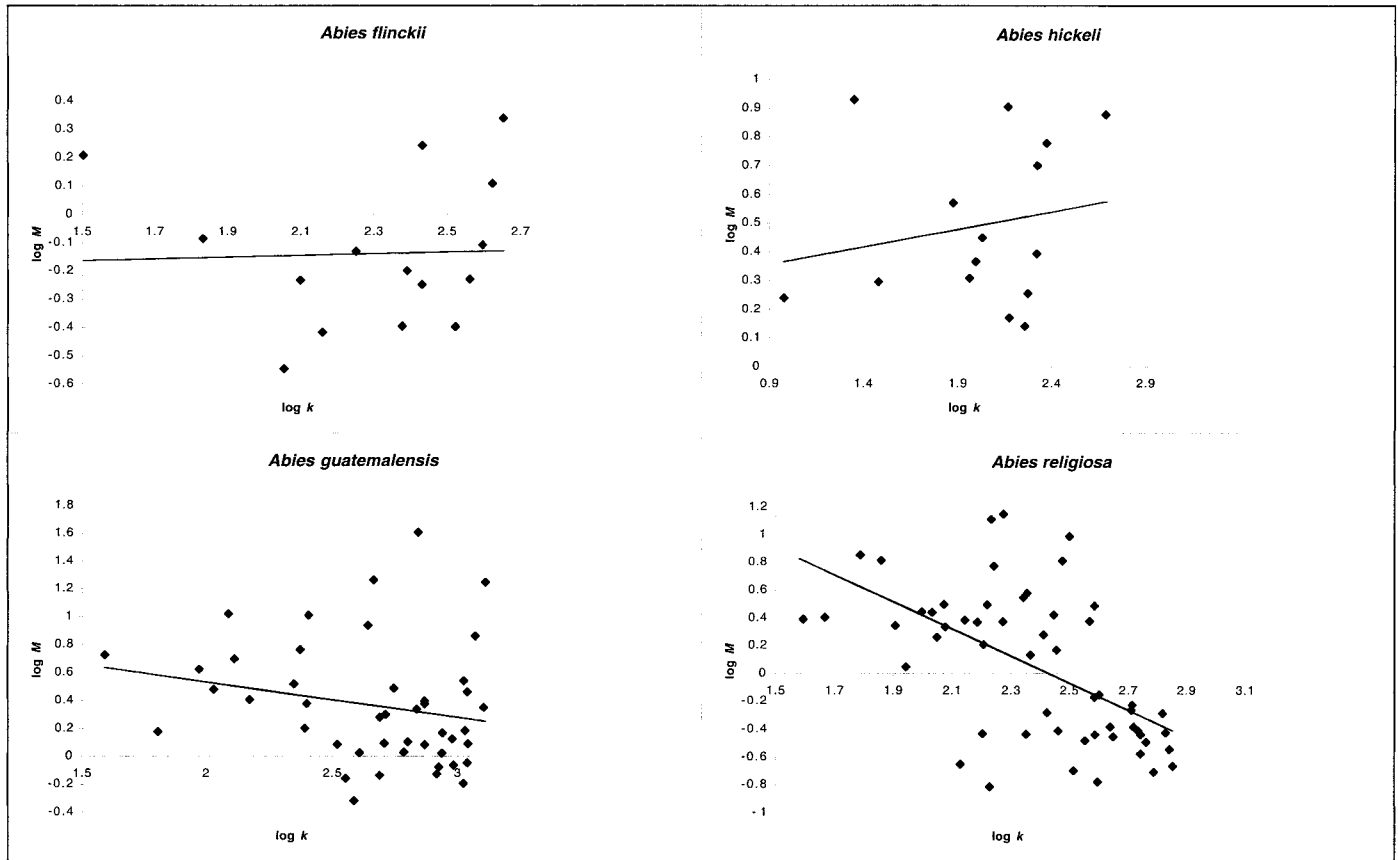 Abies flinckii
log M
0.4
0.3
0.2
0.1
0
-0.1
-0.2
-0.3
-0.4
-0.5
-0.6
1.5 1.7 1.9 2.1 2.3 2.5 2.7
log k
Abies hickeli
log M
1
0.9
0.8
0.7
0.6
0.5
0.4
0.3
0.2
0.1
0
0.9 1.4 1.9 2.4 2.9
log k
Abies guatemalensis
log M
1.8
1.6
1.4
1.2
1
0.8
0.6
0.4
0.2
0
-0.2
-0.4
1.5 2 2.5 3
log k
Abies religiosa
log M
1.2
1
0.8
0.6
0.4
0.2
0
-0.2
-0.4
-0.6
-0.8
-1
1.5 1.7 1.9 2.1 2.3 2.5 2.7 2.9 3.1
log k